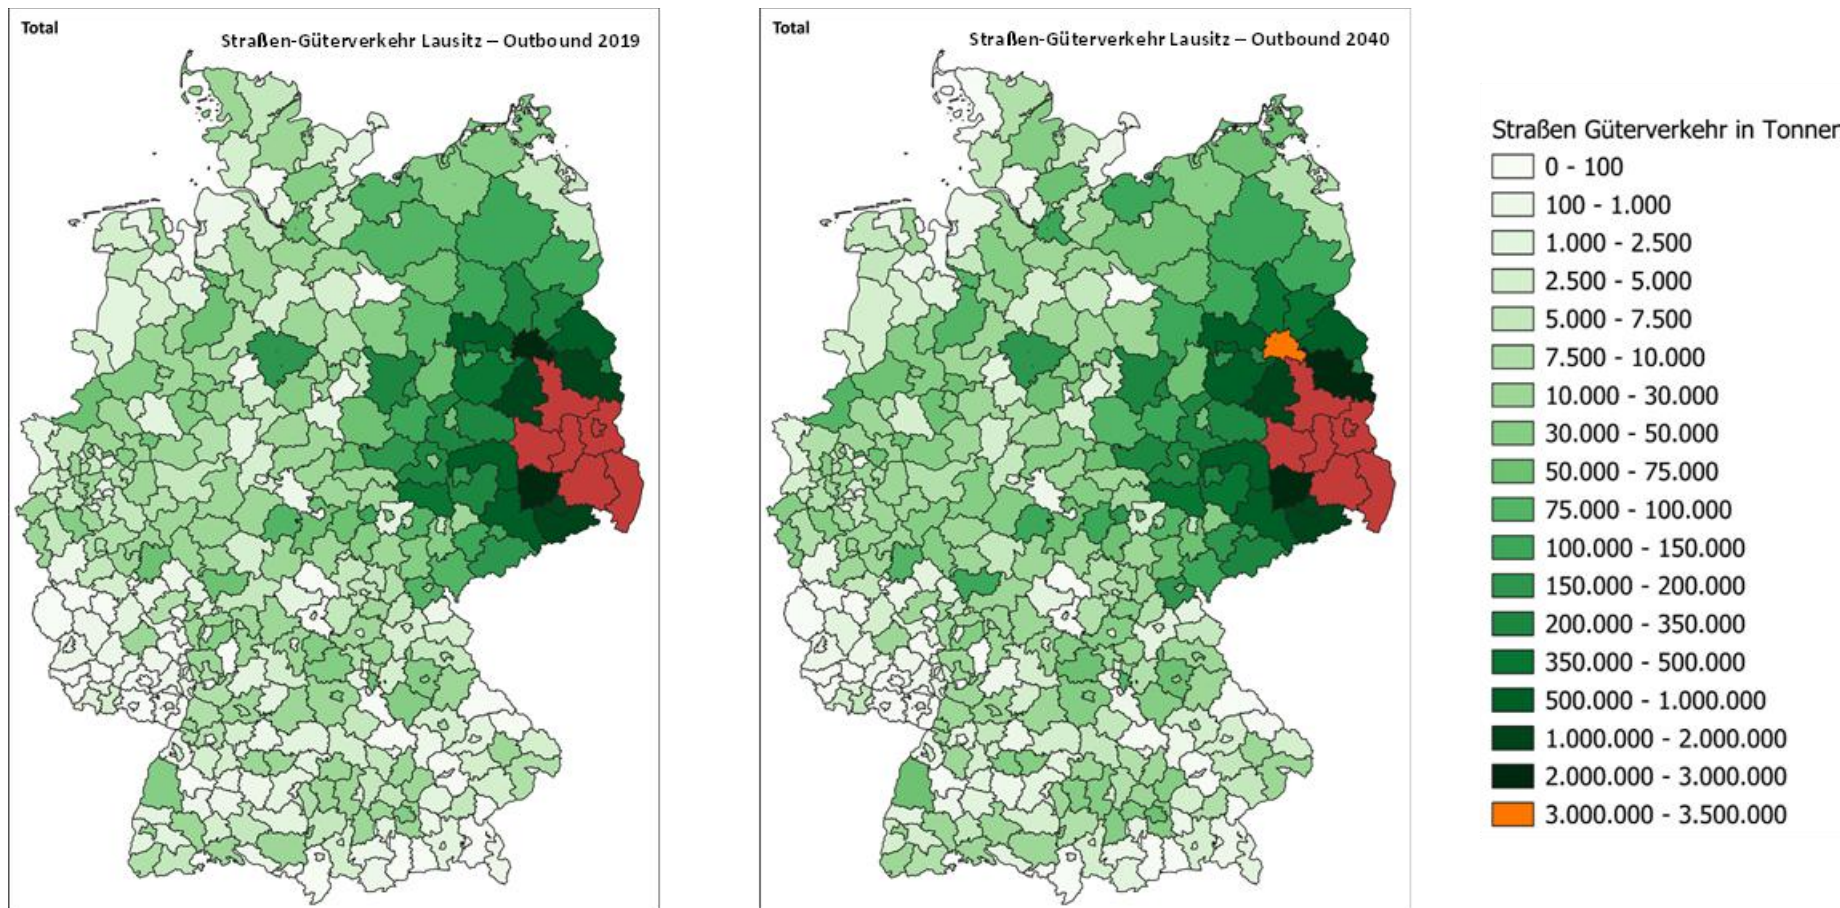 Total
Straßen-Güterverkehr Lausitz – Outbound 2019
Total
Straßen-Güterverkehr Lausitz – Outbound 2040
Straßen Güterverkehr in Tonnen
0 - 100
100 - 1.000
1.000 - 2.500
2.500 - 5.000
5.000 - 7.500
7.500 - 10.000
10.000 - 30.000
30.000 - 50.000
50.000 - 75.000
75.000 - 100.000
100.000 - 150.000
150.000 - 200.000
200.000 - 350.000
350.000 - 500.000
500.000 - 1.000.000
1.000.000 - 2.000.000
2.000.000 - 3.000.000
3.000.000 - 3.500.000